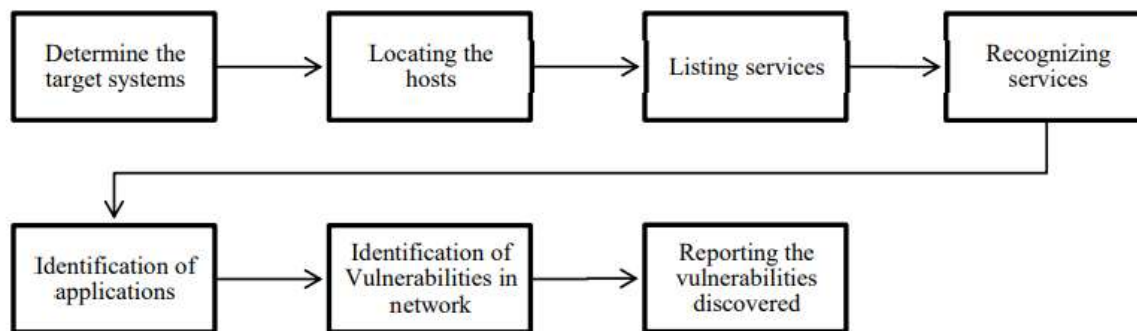 Determine the
target systems
Locating the
hosts
Listing services
Recognizing
services
Identification of
applications
Identification of
Vulnerabilities in
network
Reporting the
vulnerabilities
discovered